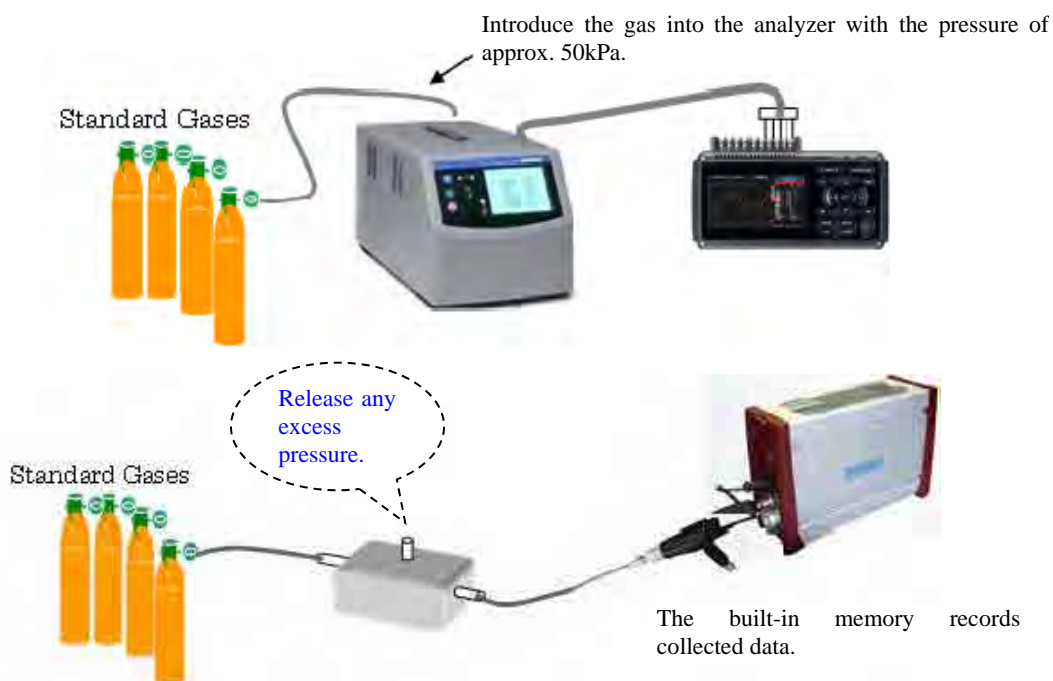 Introduce the gas into the analyzer with the pressure of
approx. 50kPa.
Standard Gases
Release any
excess
pressure.
Standard Gases
The built-in memory records
collected data.